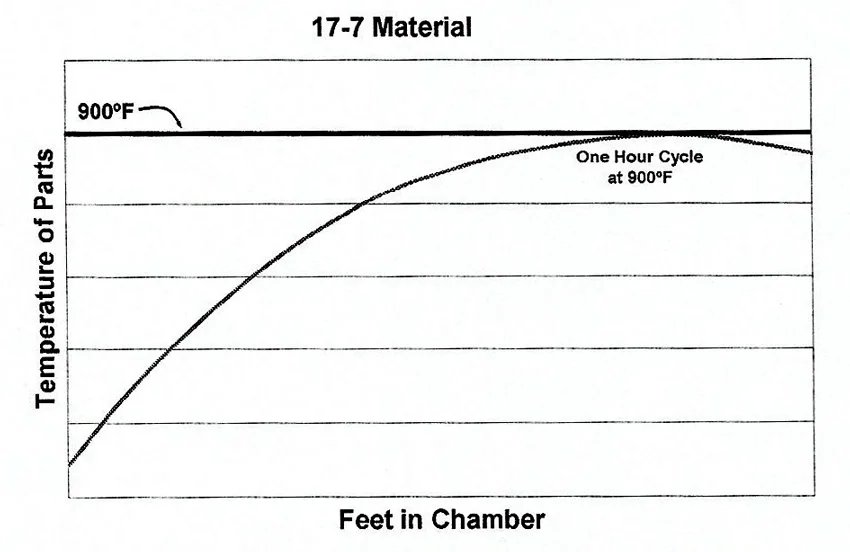 17-7 Material
900ºF
One Hour Cycle
at 900ºF
Temperature of Parts
Feet in Chamber